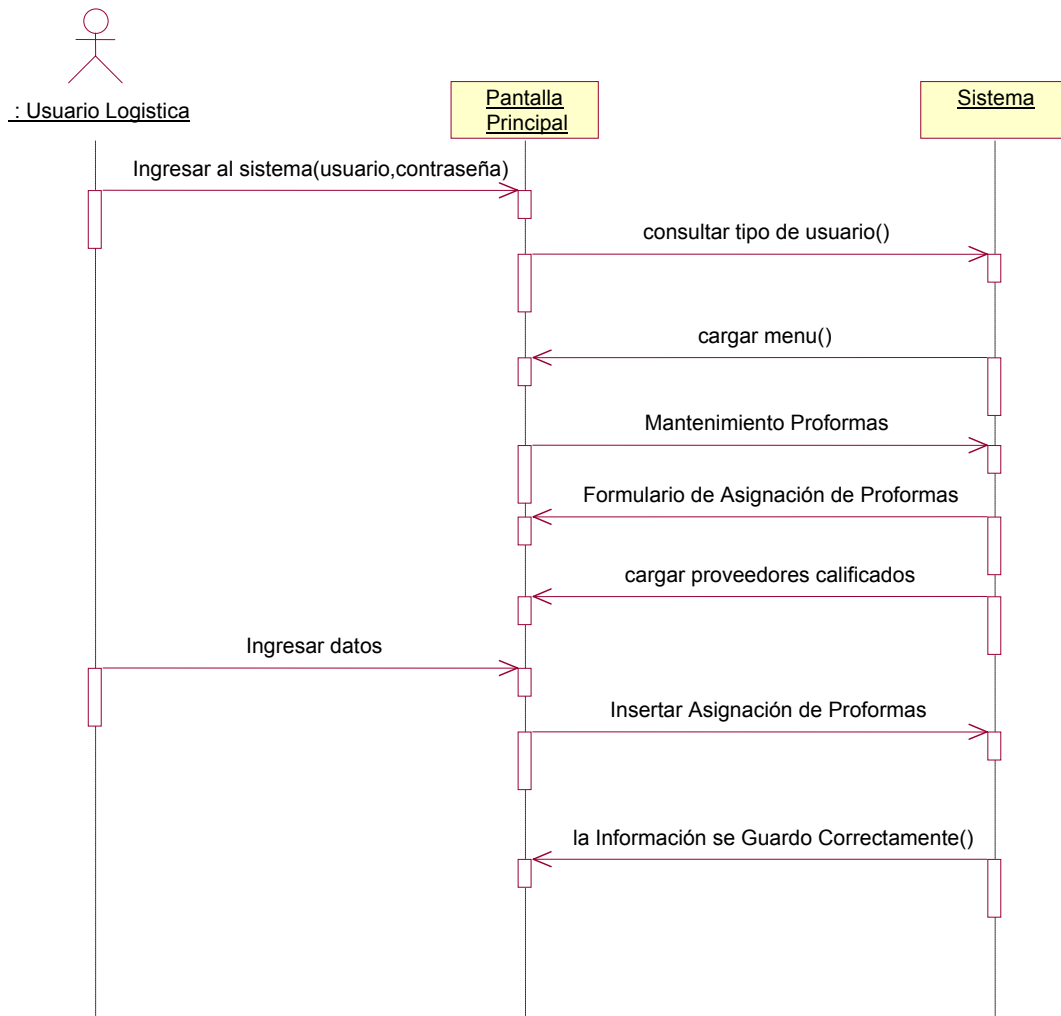 : Usuario Logistica
Pantalla
Principal
Sistema
Ingresar al sistema(usuario,contraseña)
consultar tipo de usuario()
cargar menu()
Mantenimiento Proformas
Formulario de Asignación de Proformas
cargar proveedores calificados
Ingresar datos
Insertar Asignación de Proformas
la Información se Guardo Correctamente()